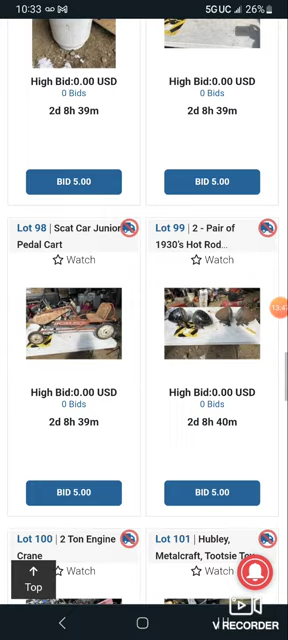 10:33
5G UC 26%
High Bid:0.00 USD
0 Bids
2d 8h 39m
BID 5.00
High Bid:0.00 USD
0 Bids
2d 8h 39m
BID 5.00
Lot 98 | Scat Car Junior
Pedal Cart
Watch
High Bid:0.00 USD
0 Bids
2d 8h 39m
BID 5.00
Lot 99 | 2 - Pair of
1930's Hot Rod...
Watch
High Bid:0.00 USD
0 Bids
2d 8h 40m
BID 5.00
13:47
Lot 100 | 2 Ton Engine
Crane
Watch
Lot 101 | Hubley,
Metalcraft, Tootsie Toy
Watch
Top
V RECORDER